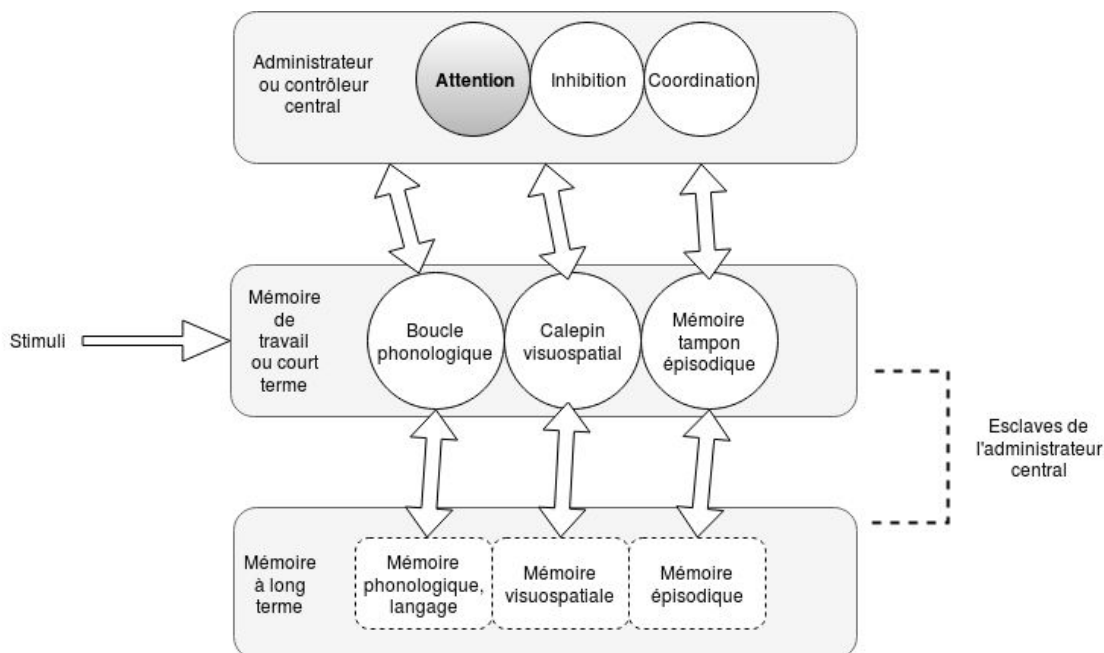 Administrateur
ou contrôleur
central
Attention
Inhibition
Coordination
Stimuli
Mémoire
de
travail
ou court
terme
Boucle
phonologique
Calepin
visuospatial
Mémoire
tampon
épisodique
Esclaves de
l'administrateur
central
Mémoire
à long
terme
Mémoire
phonologique,
langage
Mémoire
visuospatiale
Mémoire
épisodique